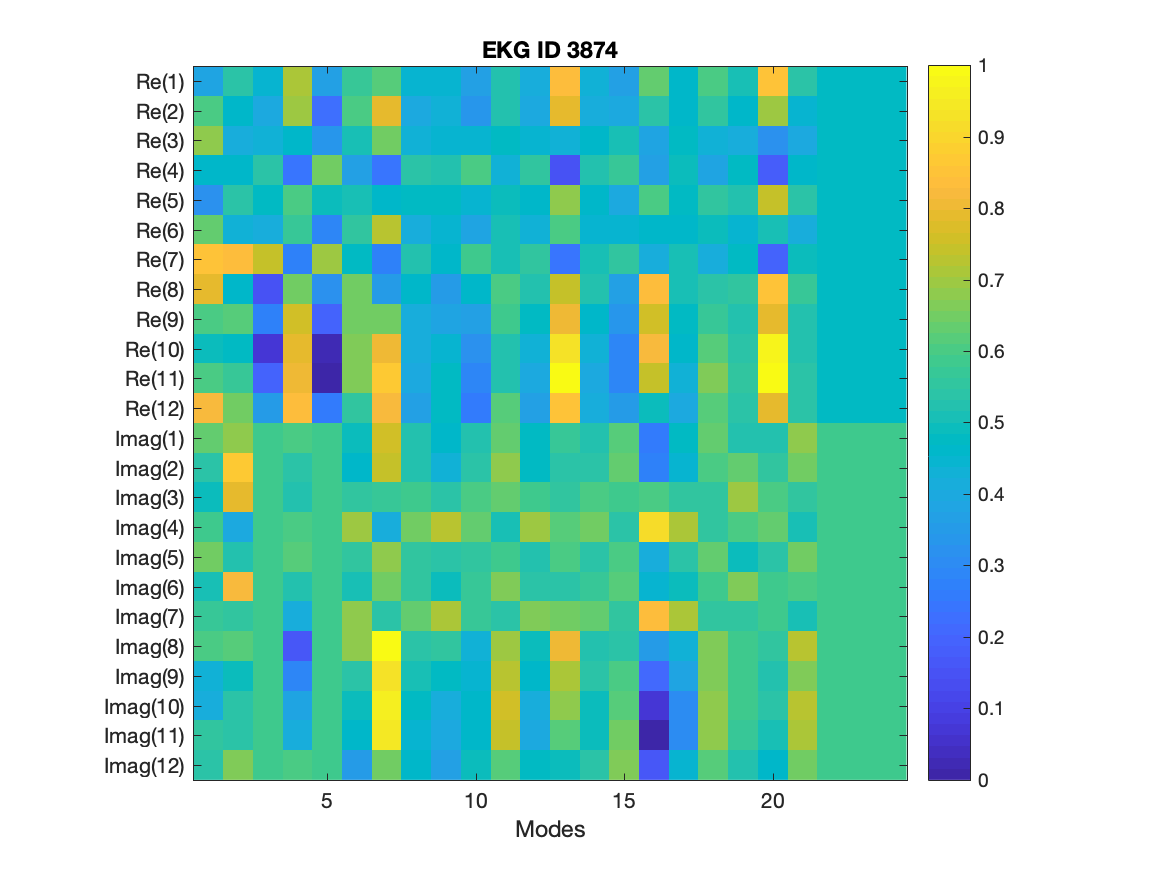 EKG ID 3874
Re(1)
Re(2)
Re(3)
Re(4)
Re(5)
Re(6)
Re(7)
Re(8)
Re(9)
Re(10)
Re(11)
Re(12)
Imag(1)
Imag(2)
Imag(3)
Imag(4)
Imag(5)
Imag(6)
Imag(7)
Imag(8)
Imag(9)
Imag(10)
Imag(11)
Imag(12)
5 10 15 20
Modes
1
0.9
0.8
0.7
0.6
0.5
0.4
0.3
0.2
0.1
0